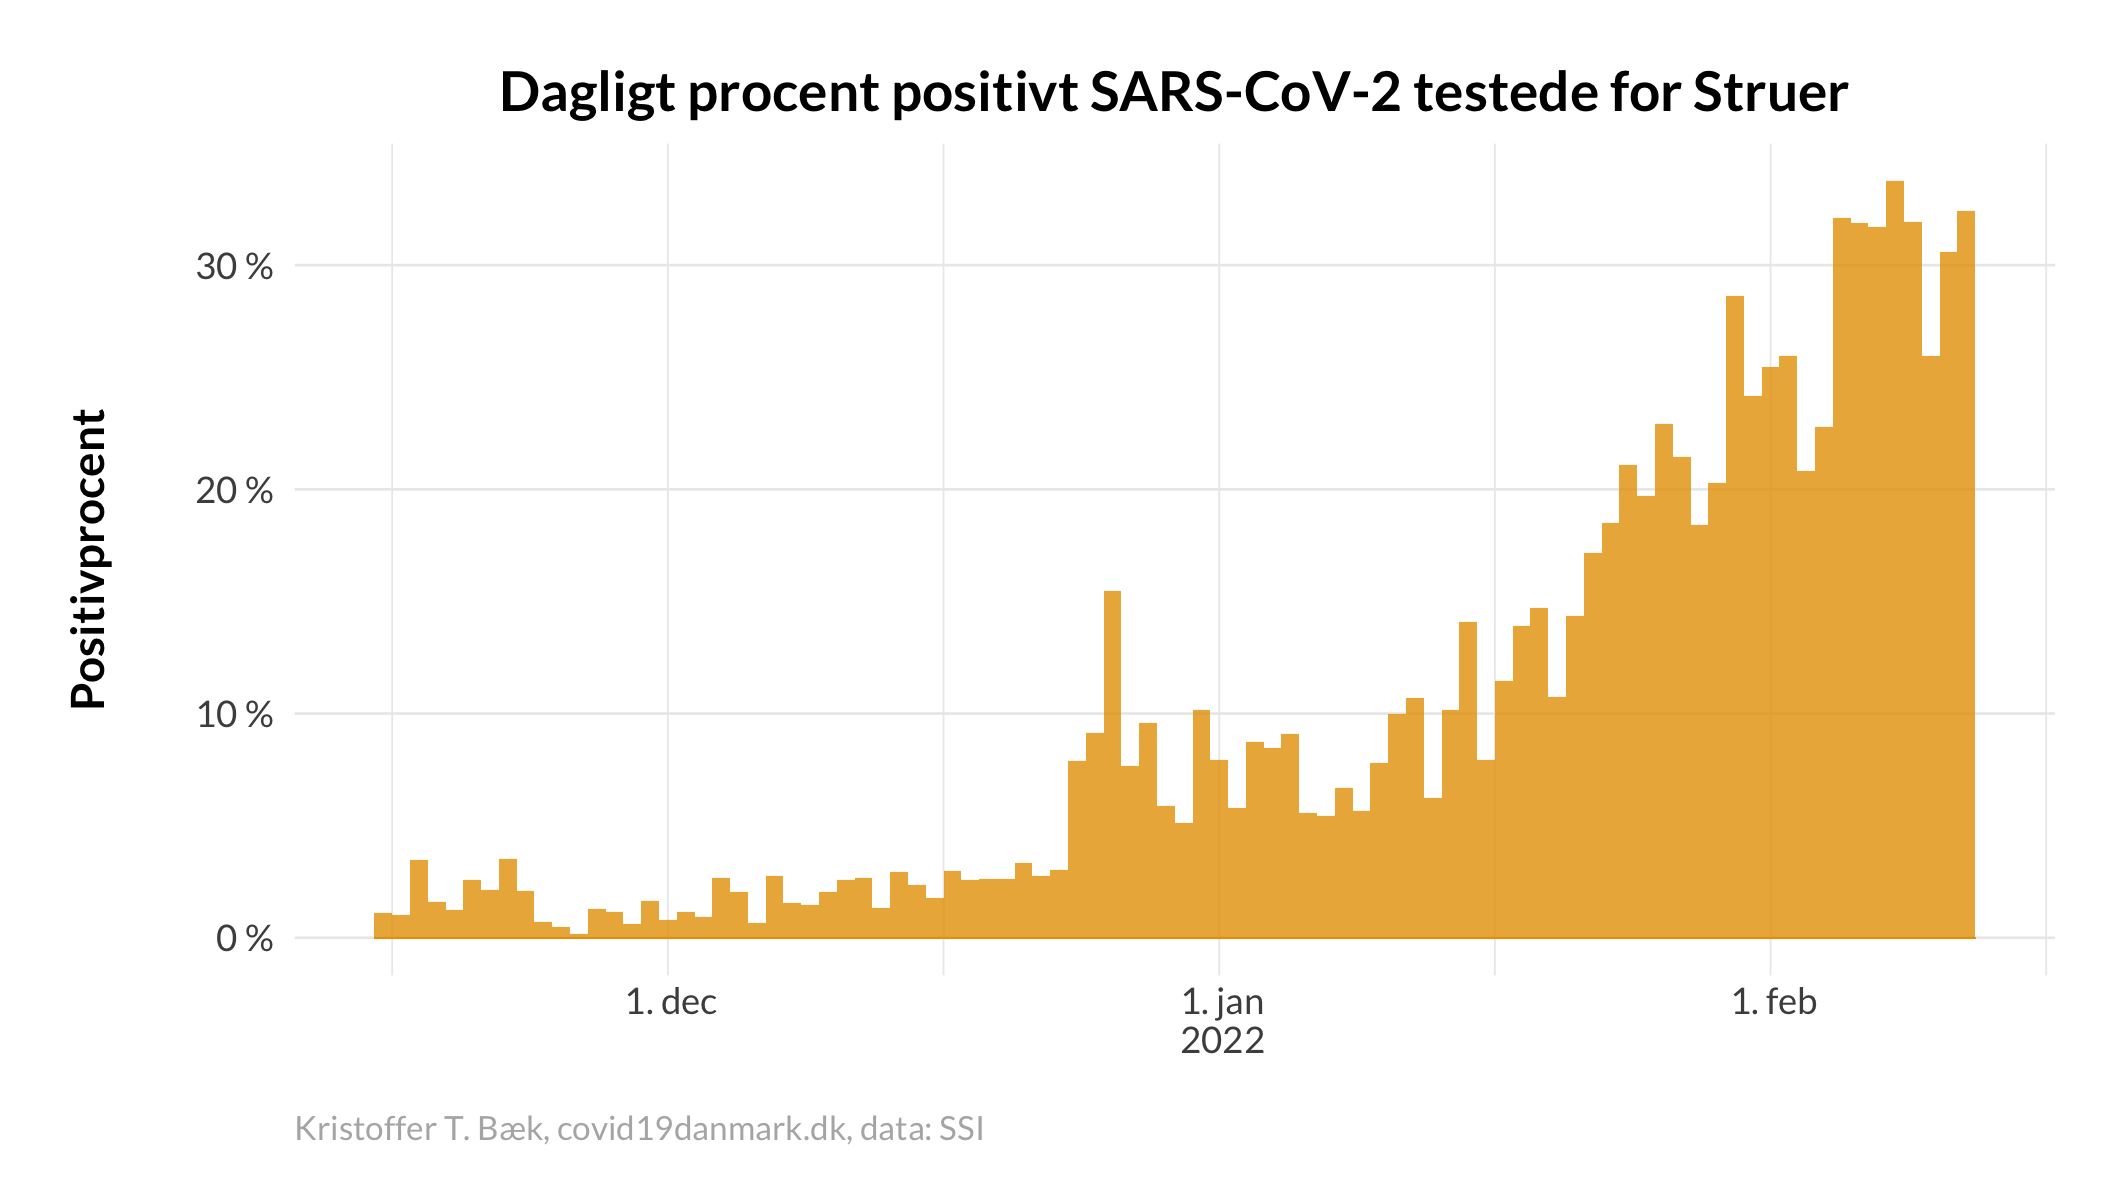 Dagligt procent positivt SARS-CoV-2 testede for Struer
Positivprocent
30 %
20 %
10 %
0 %
1. dec
1. jan
2022
1. feb
Kristoffer T. Bæk, covid19danmark.dk, data: SSI